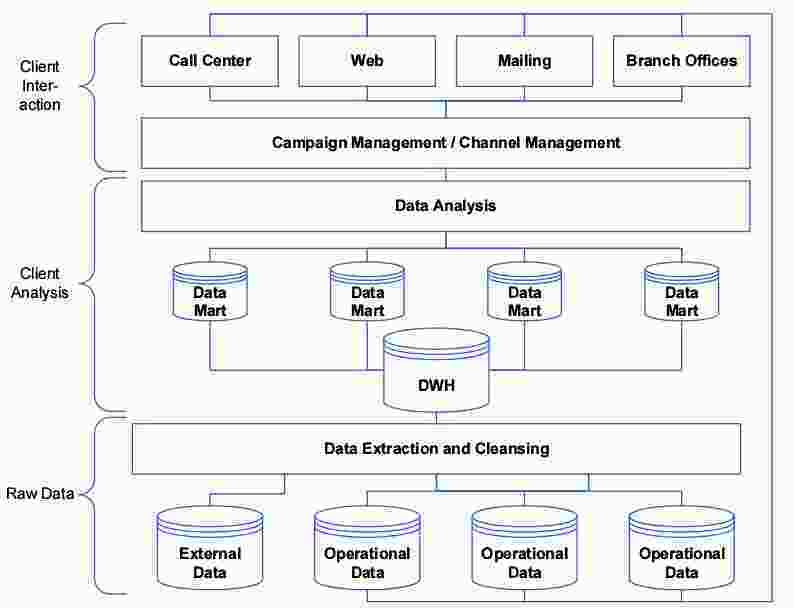 Client
Inter-
action
Call Center
Web
Mailing
Branch Offices
Campaign Management / Channel Management
Client
Analysis
Data Analysis
Data
Mart
Data
Mart
Data
Mart
Data
Mart
DWH
Raw Data
Data Extraction and Cleansing
External
Data
Operational
Data
Operational
Data
Operational
Data